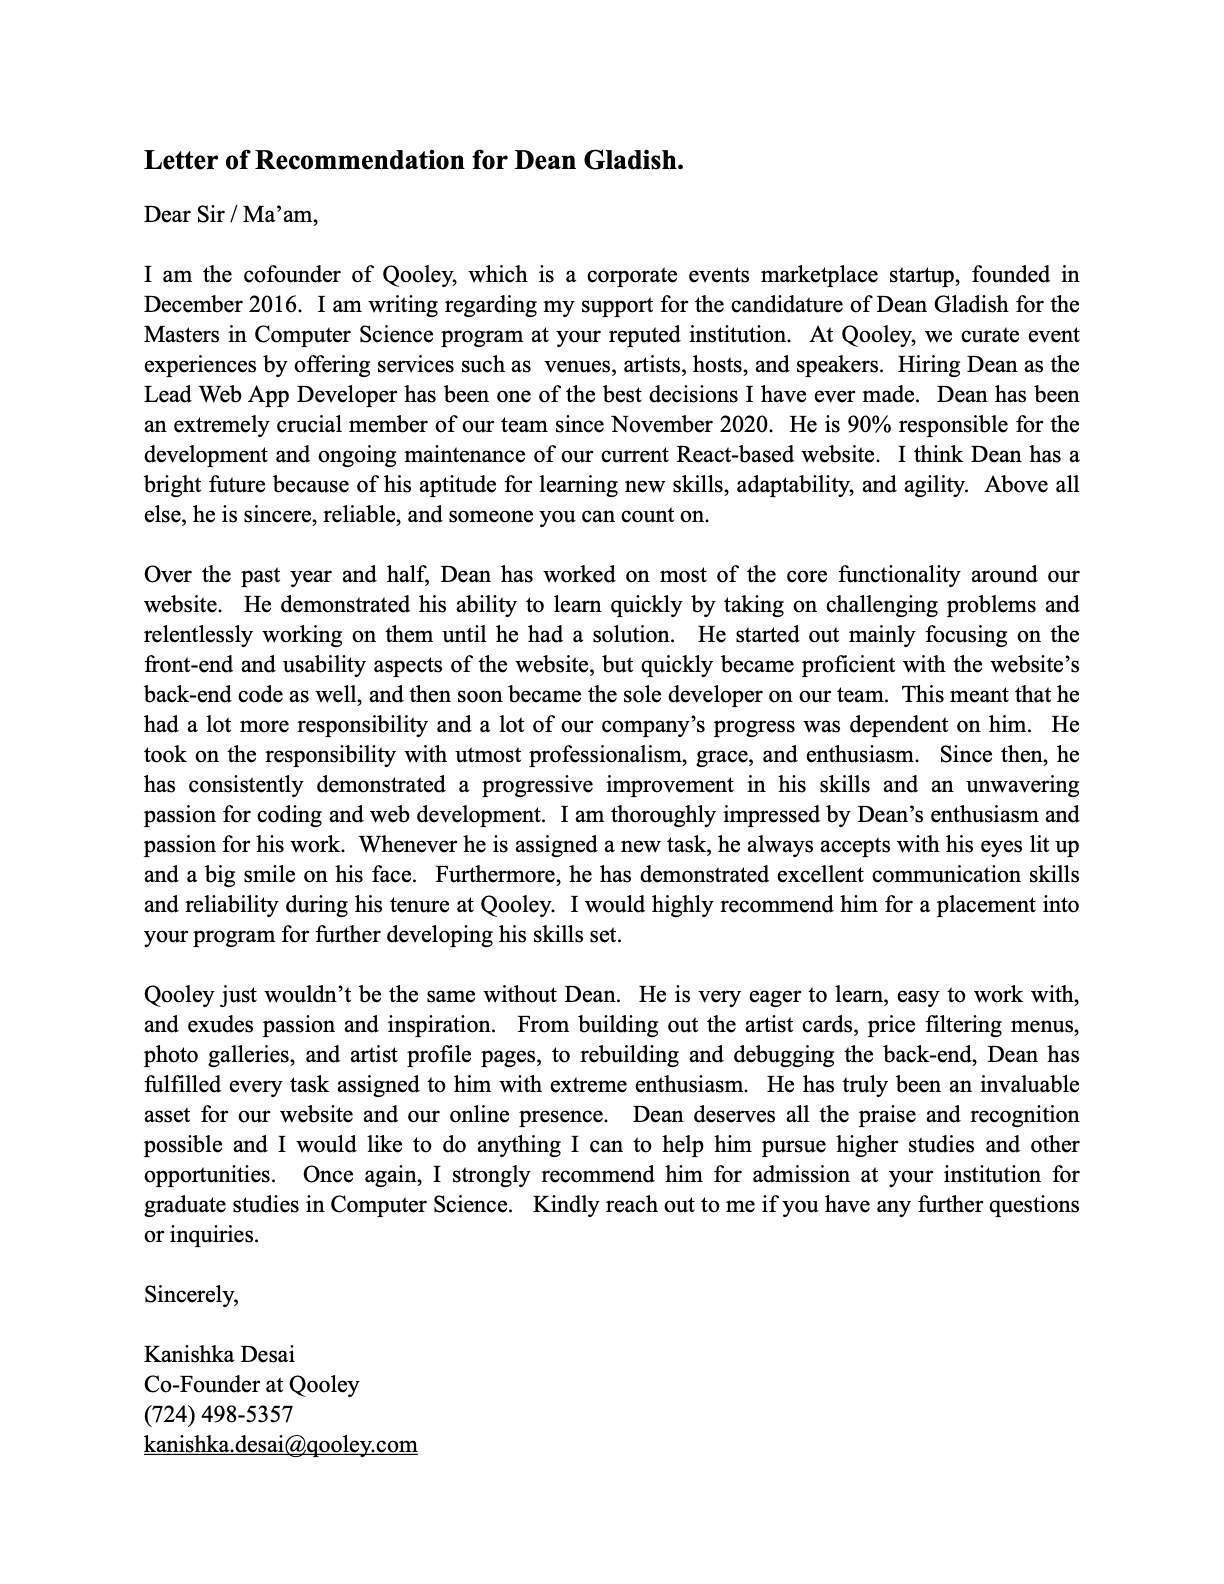 Letter of Recommendation for Dean Gladish.
Dear Sir / Ma’am,
I am the cofounder of Qooley, which is a corporate events marketplace startup, founded in
December 2016.  I am writing regarding my support for the candidature of Dean Gladish for the
Masters in Computer Science program at your reputed institution.  At Qooley, we curate event
experiences by offering services such as  venues, artists, hosts, and speakers.  Hiring Dean as the
Lead Web App Developer has been one of the best decisions I have ever made.  Dean has been
an extremely crucial member of our team since November 2020.  He is 90% responsible for the
development and ongoing maintenance of our current React-based website.  I think Dean has a
bright future because of his aptitude for learning new skills, adaptability, and agility.  Above all
else, he is sincere, reliable, and someone you can count on.
Over the past year and half, Dean has worked on most of the core functionality around our
website.  He demonstrated his ability to learn quickly by taking on challenging problems and
relentlessly working on them until he had a solution.  He started out mainly focusing on the
front-end and usability aspects of the website, but quickly became proficient with the website’s
back-end code as well, and then soon became the sole developer on our team.  This meant that he
had a lot more responsibility and a lot of our company’s progress was dependent on him.  He
took on the responsibility with utmost professionalism, grace, and enthusiasm.  Since then, he
has consistently demonstrated a progressive improvement in his skills and an unwavering
passion for coding and web development.  I am thoroughly impressed by Dean’s enthusiasm and
passion for his work.  Whenever he is assigned a new task, he always accepts with his eyes lit up
and a big smile on his face.  Furthermore, he has demonstrated excellent communication skills
and reliability during his tenure at Qooley.  I would highly recommend him for a placement into
your program for further developing his skills set.
Qooley just wouldn’t be the same without Dean.  He is very eager to learn, easy to work with,
and exudes passion and inspiration.  From building out the artist cards, price filtering menus,
photo galleries, and artist profile pages, to rebuilding and debugging the back-end, Dean has
fulfilled every task assigned to him with extreme enthusiasm.  He has truly been an invaluable
asset for our website and our online presence.  Dean deserves all the praise and recognition
possible and I would like to do anything I can to help him pursue higher studies and other
opportunities.  Once again, I strongly recommend him for admission at your institution for
graduate studies in Computer Science.  Kindly reach out to me if you have any further questions
or inquiries.
Sincerely,
Kanishka Desai
Co-Founder at Qooley
(724) 498-5357
kanishka.desai@qooley.com